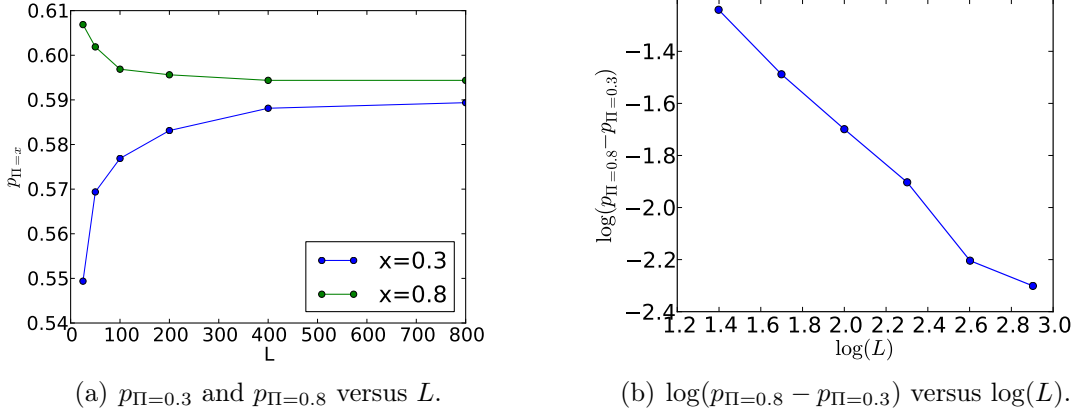 0.61
0.60
0.59
0.58
0.57
0.56
0.55
0.54
p_{Π=x}
0 100 200 300 400 500 600 700 800
L
x=0.3
x=0.8
−1.4
−1.6
−1.8
−2.0
−2.2
−2.4
log(p_{Π=0.8}−p_{Π=0.3})
1.2 1.4 1.6 1.8 2.0 2.2 2.4 2.6 2.8 3.0
log(L)
(a) p_{Π=0.3} and p_{Π=0.8} versus L.
(b) log(p_{Π=0.8} − p_{Π=0.3}) versus log(L).